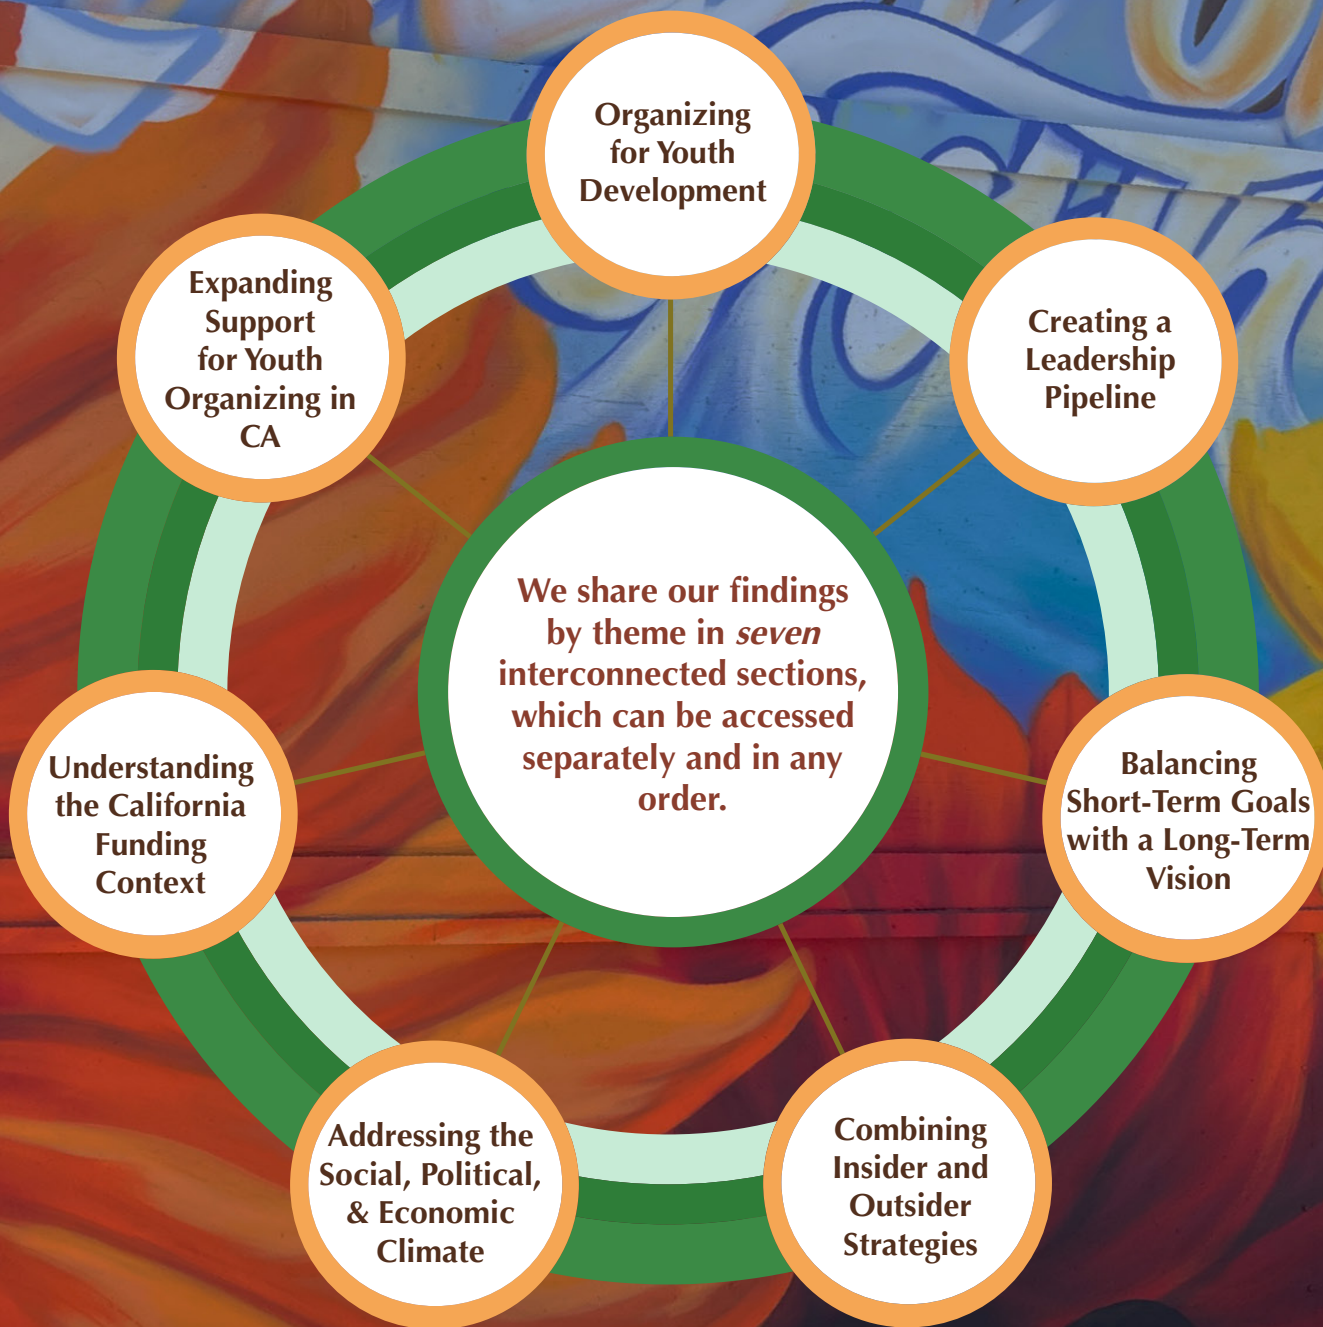 Organizing
for Youth
Development
Creating a
Leadership
Pipeline
Balancing
Short-Term Goals
with a Long-Term
Vision
Combining
Insider and
Outsider
Strategies
Addressing the
Social, Political,
& Economic
Climate
Understanding
the California
Funding
Context
Expanding
Support
for Youth
Organizing in
CA
We share our findings
by theme in seven
interconnected sections,
which can be accessed
separately and in any
order.